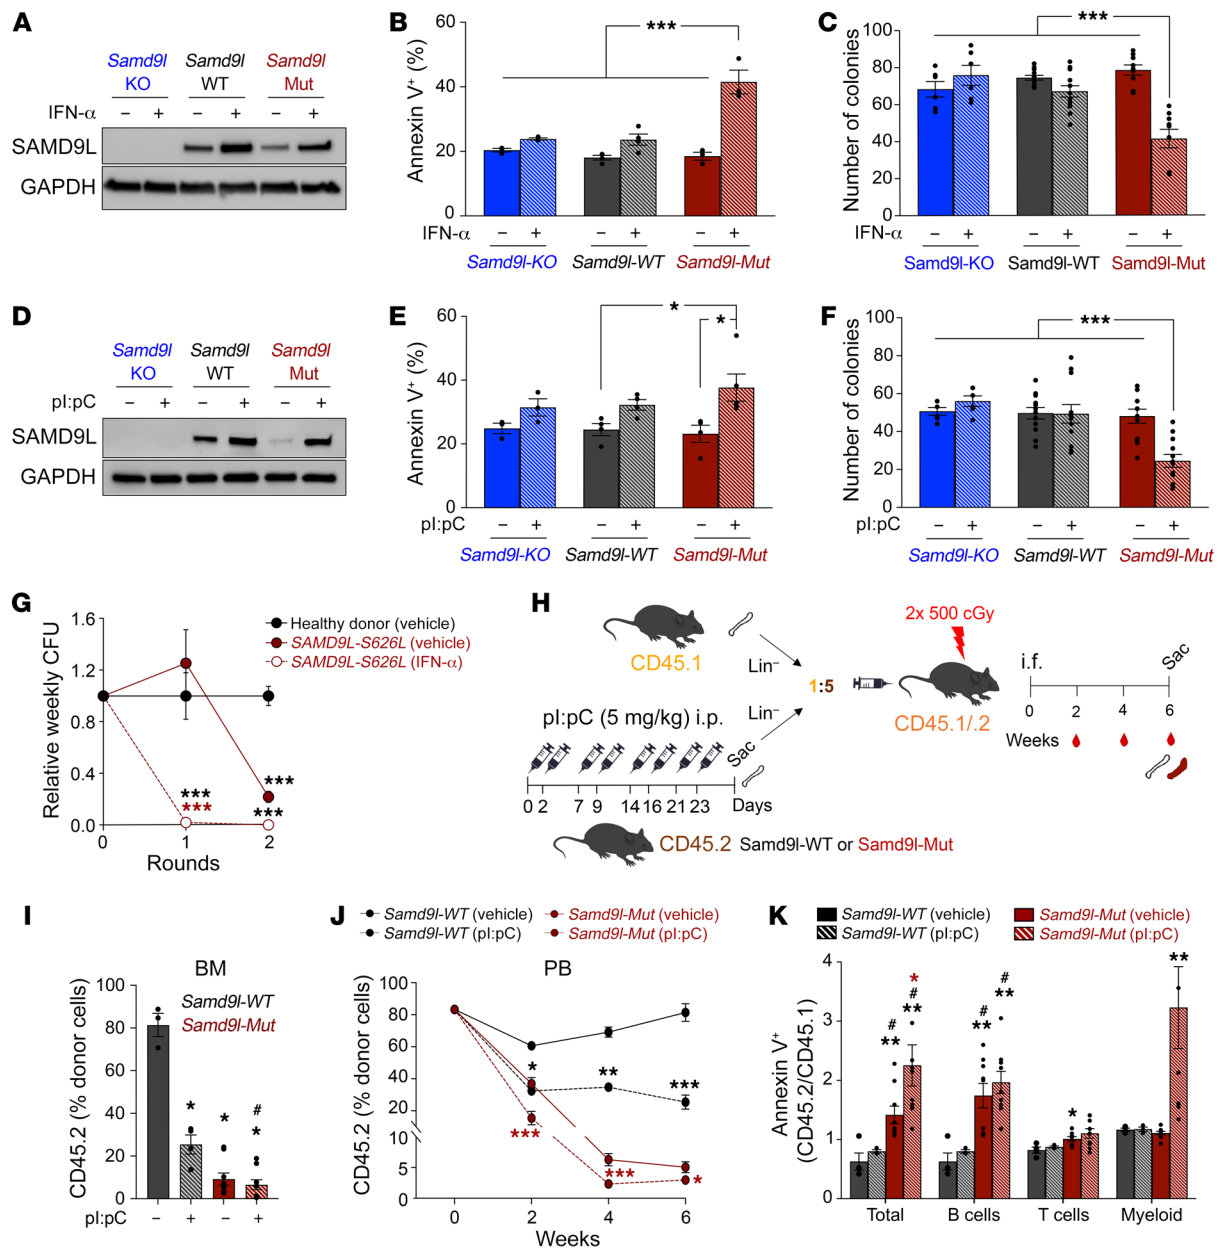 A
Samd9l Samd9l Samd9l
KO WT Mut
IFN-α – + – + – +
SAMD9L
GAPDH
B
***
Annexin V+ (%)
60
40
20
0
IFN-α – + – + – +
Samd9l-KO Samd9l-WT Samd9l-Mut
C
***
Number of colonies
100
80
60
40
20
0
IFN-α – + – + – +
Samd9l-KO Samd9l-WT Samd9l-Mut
D
Samd9l Samd9l Samd9l
KO WT Mut
pI:pC – + – + – +
SAMD9L
GAPDH
E
*
*
Annexin V+ (%)
60
40
20
0
pI:pC – + – + – +
Samd9l-KO Samd9l-WT Samd9l-Mut
F
***
Number of colonies
100
80
60
40
20
0
pI:pC – + – + – +
Samd9l-KO Samd9l-WT Samd9l-Mut
G
Relative weekly CFU
1.6
1.2
0.8
0.4
0.0
Healthy donor (vehicle)
SAMD9L-S626L (vehicle)
SAMD9L-S626L (IFN-α)
***
***
***
***
0 1 2
Rounds
H
CD45.1
Lin–
1:5
Lin–
2x 500 cGy
CD45.1/.2
i.f.
Sac
0 2 4 6
Weeks
pI:pC (5 mg/kg) i.p.
Sac
0 2 7 9 14 16 21 23 Days
CD45.2 Samd9l-WT or Samd9l-Mut
I
BM
CD45.2 (% donor cells)
100
80
60
40
20
0
Samd9l-WT
Samd9l-Mut
* * # *
pI:pC – + – +
J
Samd9l-WT (vehicle) Samd9l-Mut (vehicle)
Samd9l-WT (pI:pC) Samd9l-Mut (pI:pC)
PB
CD45.2 (% donor cells)
100
80
60
40
20
10
5
0
* ** ***
*** *** *
0 2 4 6
Weeks
K
Samd9l-WT (vehicle) Samd9l-Mut (vehicle)
Samd9l-WT (pI:pC) Samd9l-Mut (pI:pC)
Annexin V+
(CD45.2/CD45.1)
4
3
2
1
0
#
**
*
#
**
#
**
#
**
*
**
Total B cells T cells Myeloid